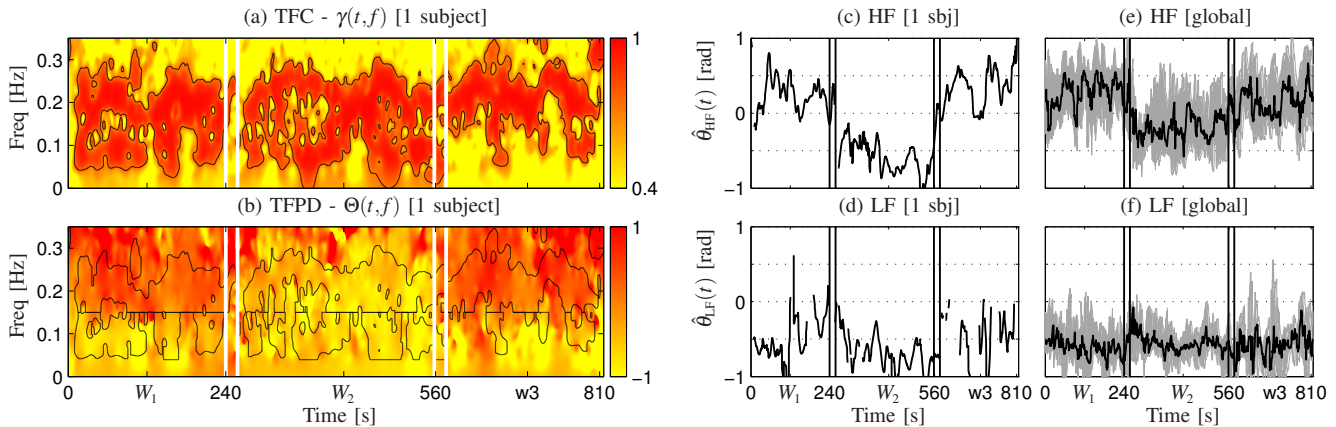 (a) TFC - γ(t, f) [1 subject]
Freq [Hz]
0.3
0.2
0.1
0
1
0.4
(b) TFPD - Θ(t, f) [1 subject]
Freq [Hz]
0.3
0.2
0.1
0
1
−1
0 W₁ 240 W₂ 560 w3 810
Time [s]
(c) HF [1 sbj]
θ̂HF(t) [rad]
1
0
−1
(e) HF [global]
(d) LF [1 sbj]
θ̂LF(t) [rad]
1
0
−1
0 W₁ 240 W₂ 560 w3 810
Time [s]
(f) LF [global]
0 W₁ 240 W₂ 560 w3 810
Time [s]